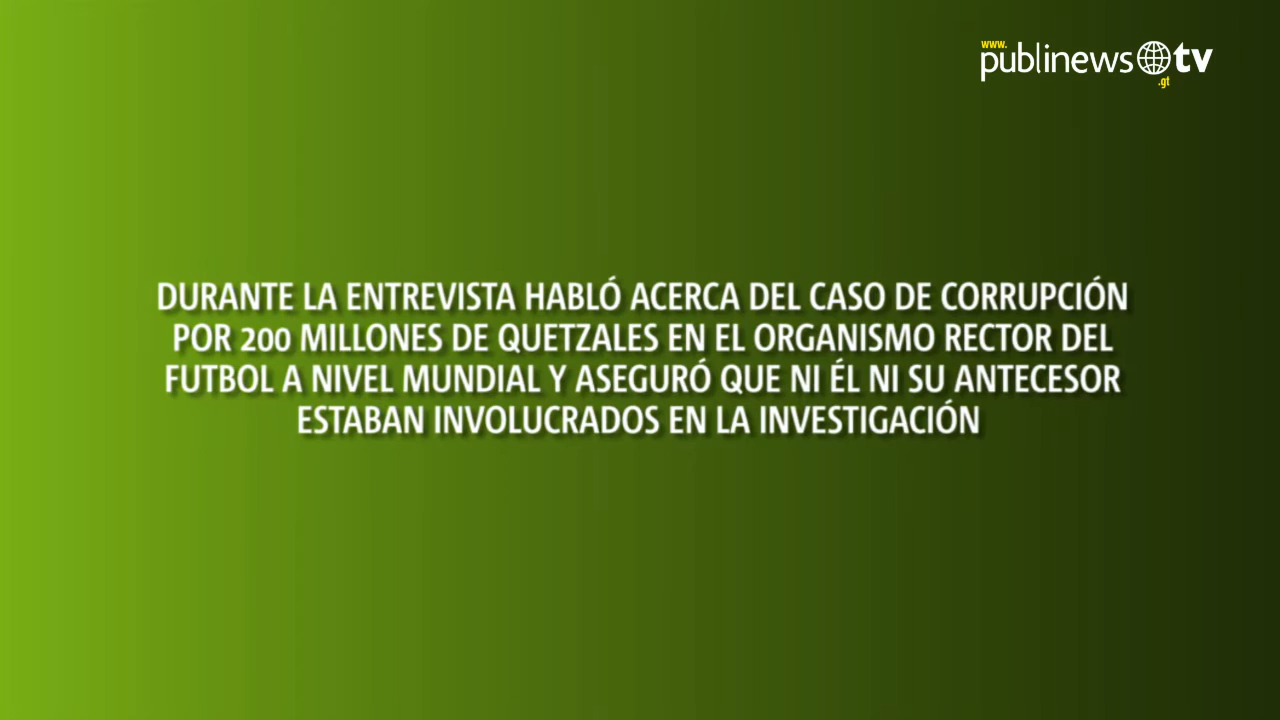 www.
publinews tv
.gt
DURANTE LA ENTREVISTA HABLÓ ACERCA DEL CASO DE CORRUPCIÓN
POR 200 MILLONES DE QUETZALES EN EL ORGANISMO RECTOR DEL
FUTBOL A NIVEL MUNDIAL Y ASEGURÓ QUE NI ÉL NI SU ANTECESOR
ESTABAN INVOLUCRADOS EN LA INVESTIGACIÓN